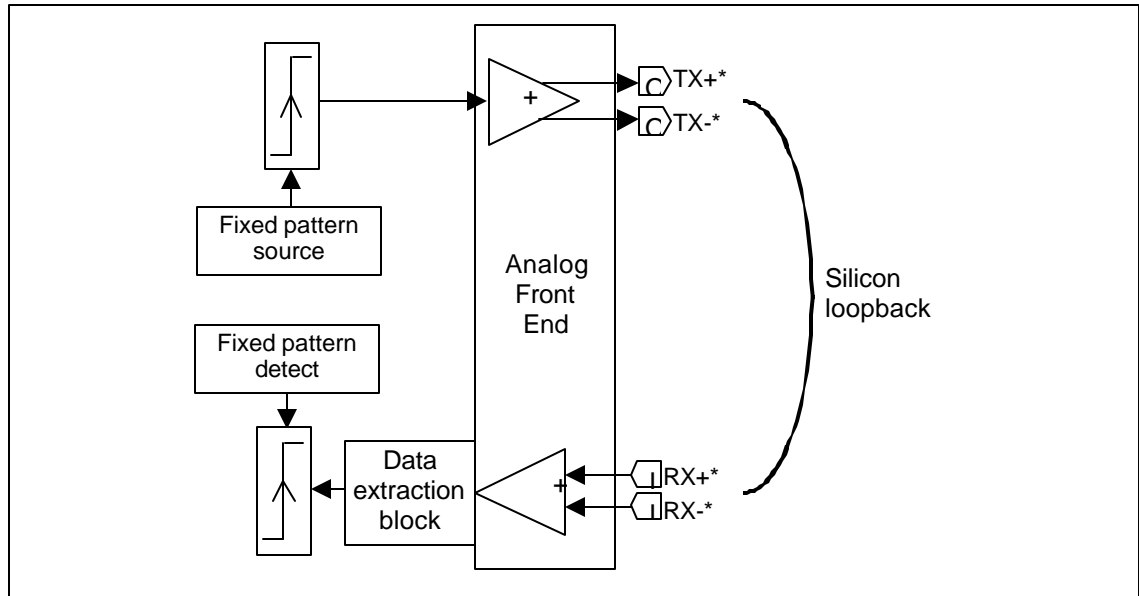 +
C TX+*
C TX-*
Fixed pattern
source
Analog
Front
End
Silicon
loopback
Fixed pattern
detect
Data
extraction
block
+
RX+*
RX-*